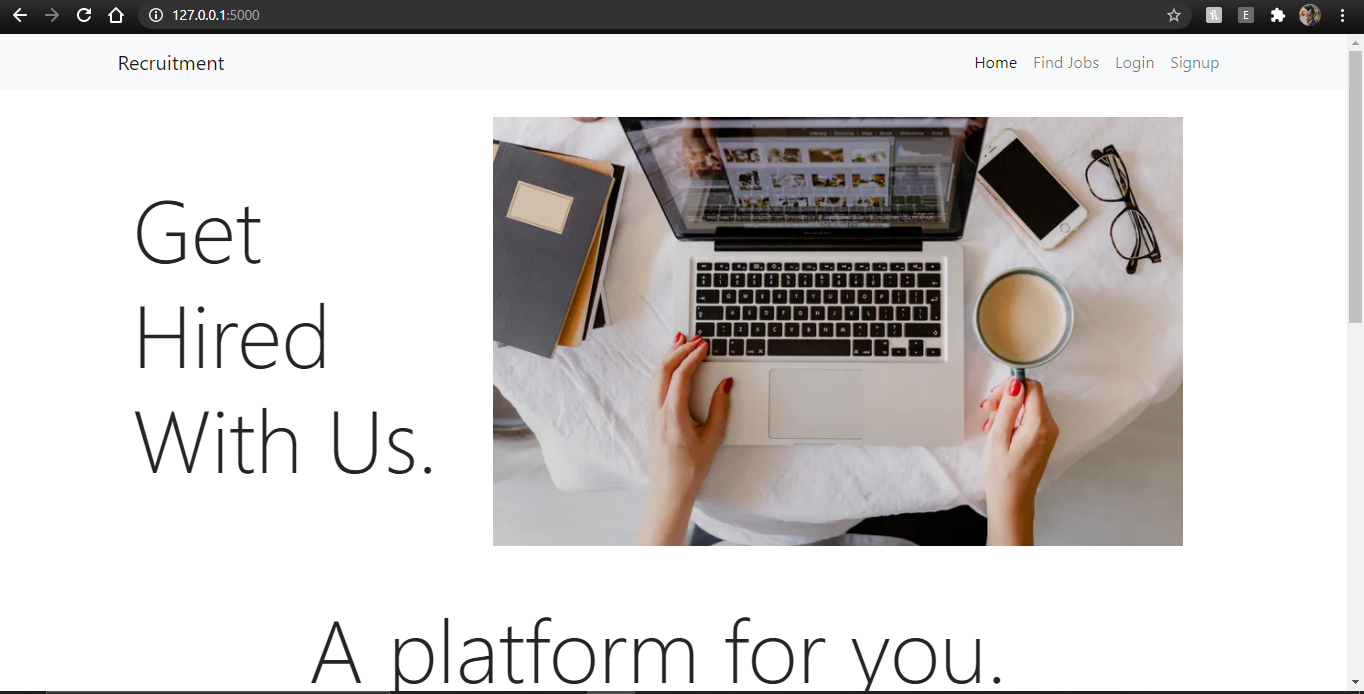 127.0.0.1:5000
E
Recruitment
Home Find Jobs Login Signup
Get
Hired
With Us.
A platform for you.